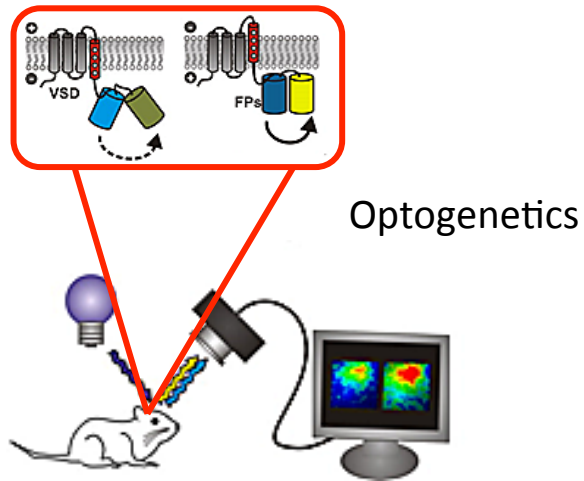 + −
− +
VSD
FPs
Optogenetics